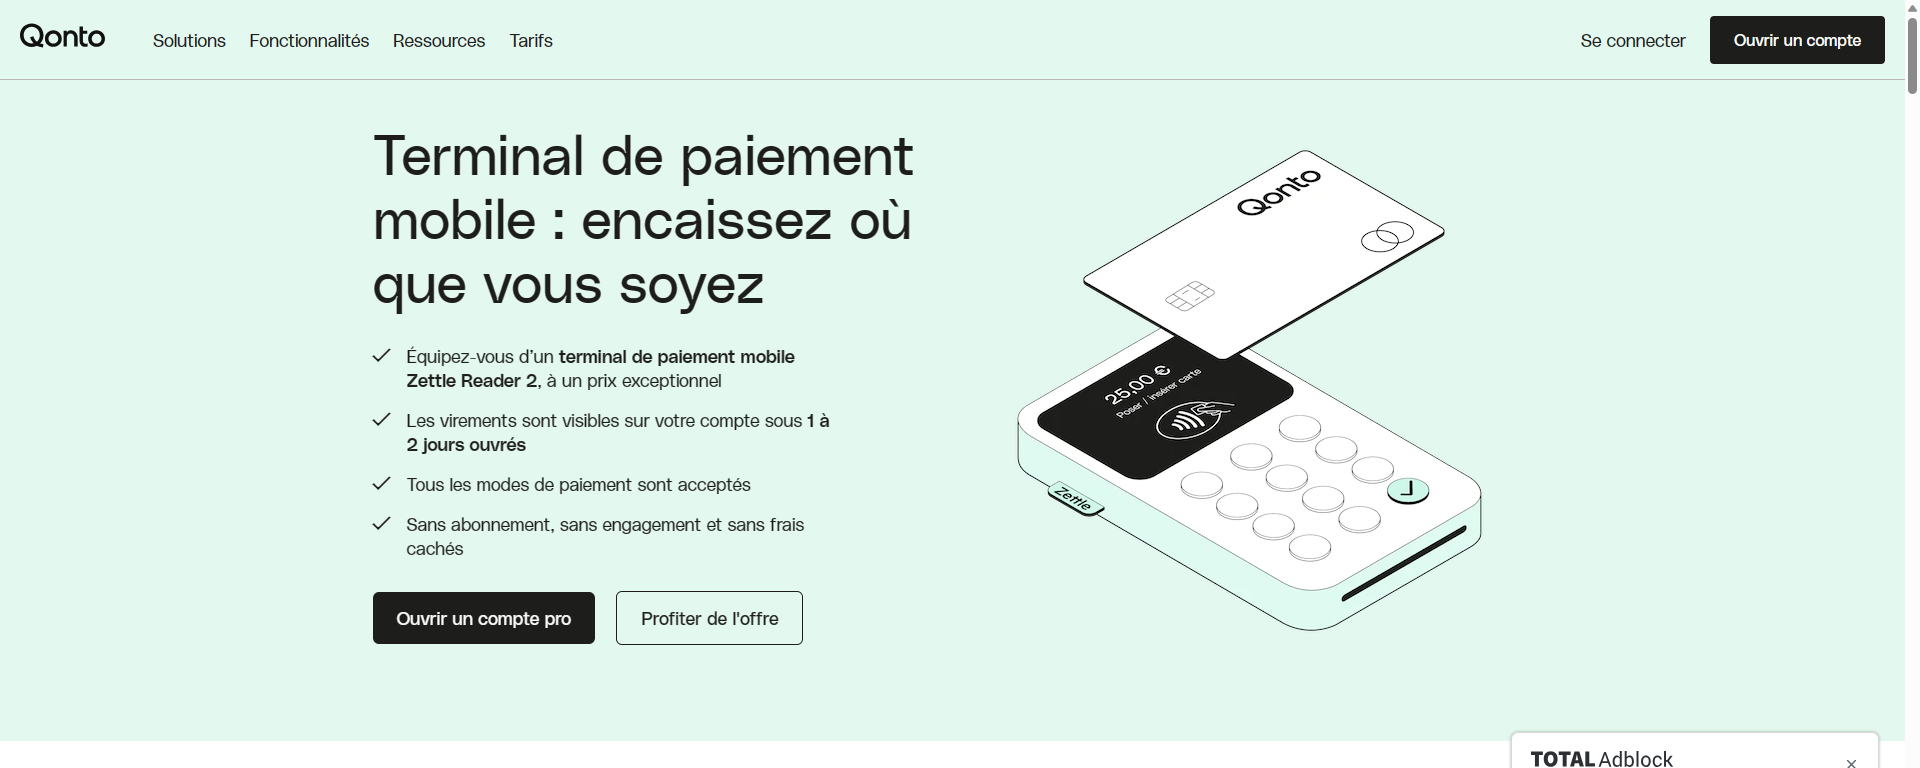 Qonto
Solutions
Fonctionnalités
Ressources
Tarifs
Se connecter
Ouvrir un compte
Terminal de paiement
mobile : encaissez où
que vous soyez
Équipez-vous d’un terminal de paiement mobile
Zettle Reader 2, à un prix exceptionnel
Les virements sont visibles sur votre compte sous 1 à
2 jours ouvrés
Tous les modes de paiement sont acceptés
Sans abonnement, sans engagement et sans frais
cachés
Ouvrir un compte pro
Profiter de l'offre
Qonto
25,00 €
Poser / insérer carte
Zettle
TOTAL Adblock